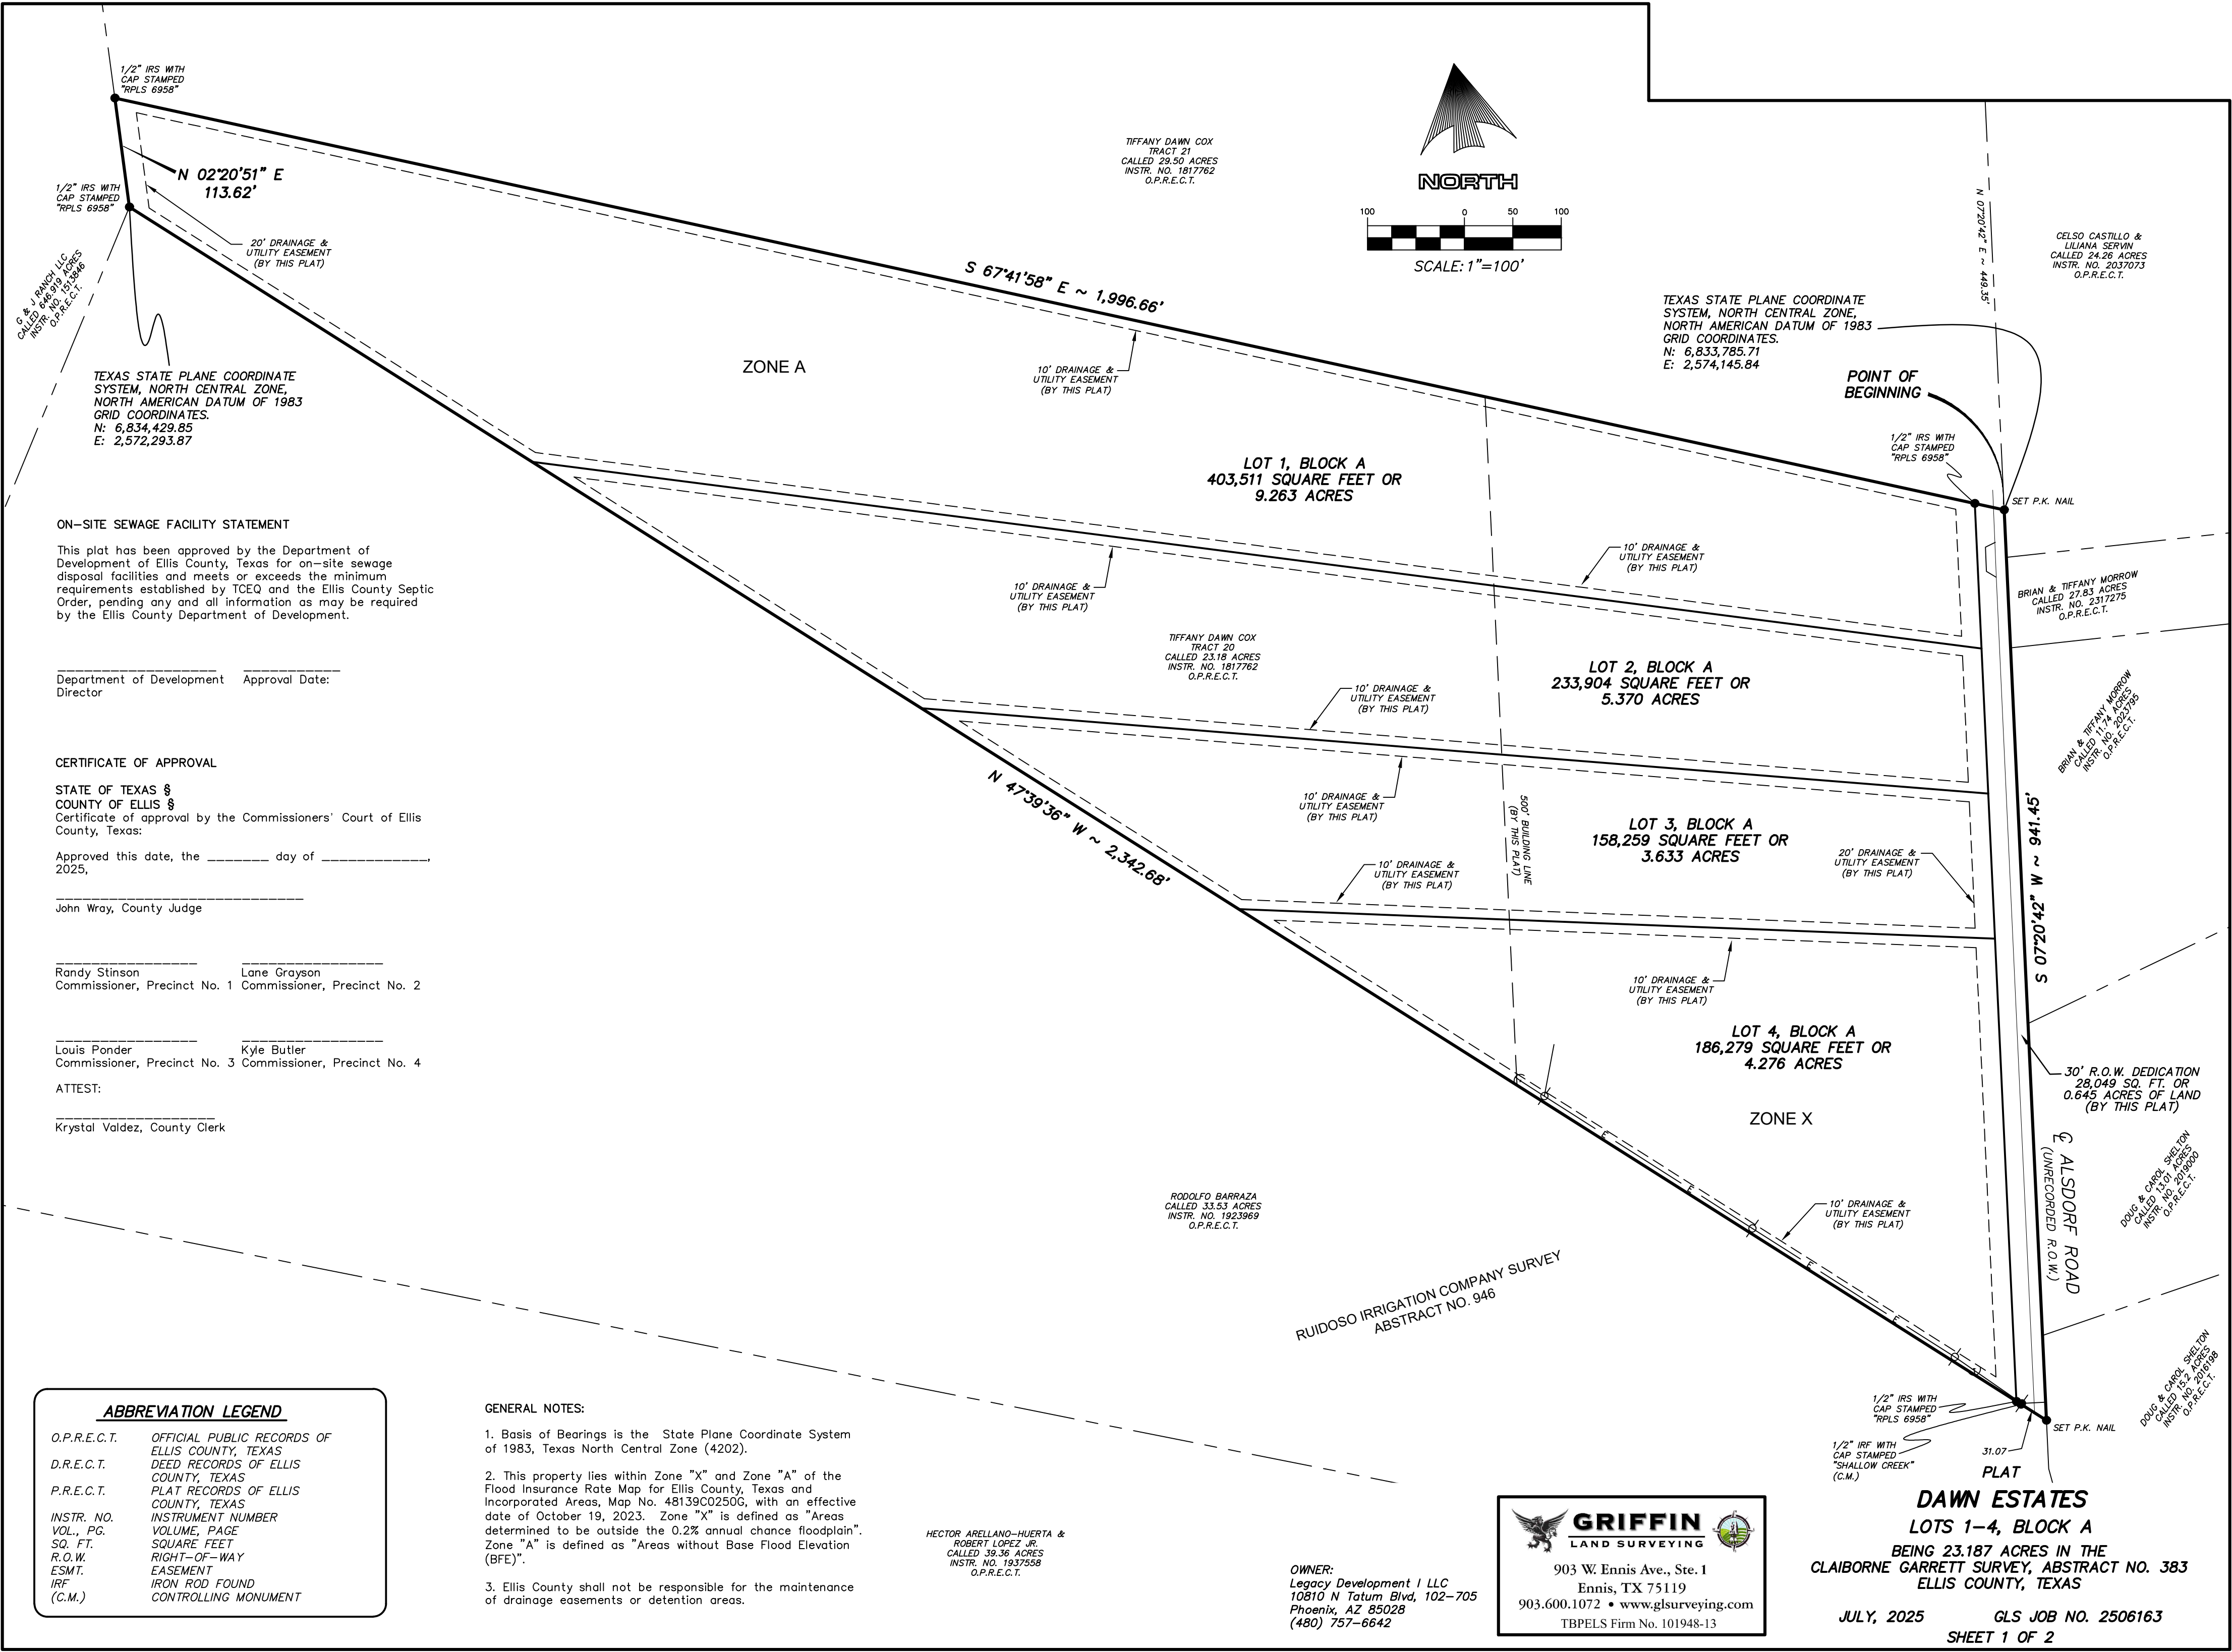 1/2" IRS WITH
CAP STAMPED
"RPLS 6958"
N 02°20'51" E
113.62'
1/2" IRS WITH
CAP STAMPED
"RPLS 6958"
20' DRAINAGE &
UTILITY EASEMENT
(BY THIS PLAT)
G & J RANCH LLC
CALLED 646.919 ACRES
INSTR. NO. 1513846
O.P.R.E.C.T.
TEXAS STATE PLANE COORDINATE
SYSTEM, NORTH CENTRAL ZONE,
NORTH AMERICAN DATUM OF 1983
GRID COORDINATES.
N: 6,834,429.85
E: 2,572,293.87
TIFFANY DAWN COX
TRACT 21
CALLED 29.50 ACRES
INSTR. NO. 1817762
O.P.R.E.C.T.
NORTH
100 0 50 100
SCALE: 1"=100'
S 67°41'58" E ~ 1,996.66'
N 07°20'42" E ~ 449.35'
CELSO CASTILLO &
LILIANA SERVIN
CALLED 24.26 ACRES
INSTR. NO. 2037073
O.P.R.E.C.T.
TEXAS STATE PLANE COORDINATE
SYSTEM, NORTH CENTRAL ZONE,
NORTH AMERICAN DATUM OF 1983
GRID COORDINATES.
N: 6,833,785.71
E: 2,574,145.84
POINT OF
BEGINNING
1/2" IRS WITH
CAP STAMPED
"RPLS 6958"
SET P.K. NAIL
ZONE A
10' DRAINAGE &
UTILITY EASEMENT
(BY THIS PLAT)
LOT 1, BLOCK A
403,511 SQUARE FEET OR
9.263 ACRES
10' DRAINAGE &
UTILITY EASEMENT
(BY THIS PLAT)
10' DRAINAGE &
UTILITY EASEMENT
(BY THIS PLAT)
BRIAN & TIFFANY MORROW
CALLED 27.83 ACRES
INSTR. NO. 2317275
O.P.R.E.C.T.
TIFFANY DAWN COX
TRACT 20
CALLED 23.18 ACRES
INSTR. NO. 1817762
O.P.R.E.C.T.
LOT 2, BLOCK A
233,904 SQUARE FEET OR
5.370 ACRES
10' DRAINAGE &
UTILITY EASEMENT
(BY THIS PLAT)
BRIAN & TIFFANY MORROW
CALLED 11.74 ACRES
INSTR. NO. 2023795
O.P.R.E.C.T.
N 47°39'36" W ~ 2,342.68'
10' DRAINAGE &
UTILITY EASEMENT
(BY THIS PLAT)
500' BUILDING LINE
(BY THIS PLAT)
LOT 3, BLOCK A
158,259 SQUARE FEET OR
3.633 ACRES
20' DRAINAGE &
UTILITY EASEMENT
(BY THIS PLAT)
S 07°20'42" W ~ 941.45'
10' DRAINAGE &
UTILITY EASEMENT
(BY THIS PLAT)
10' DRAINAGE &
UTILITY EASEMENT
(BY THIS PLAT)
LOT 4, BLOCK A
186,279 SQUARE FEET OR
4.276 ACRES
ZONE X
30' R.O.W. DEDICATION
28,049 SQ. FT. OR
0.645 ACRES OF LAND
(BY THIS PLAT)
℄ ALSDORF ROAD
(UNRECORDED R.O.W.)
DOUG & CAROL SHELTON
CALLED 13.01 ACRES
INSTR. NO. 2019000
O.P.R.E.C.T.
10' DRAINAGE &
UTILITY EASEMENT
(BY THIS PLAT)
E
E
E
E
RODOLFO BARRAZA
CALLED 33.53 ACRES
INSTR. NO. 1923969
O.P.R.E.C.T.
RUIDOSO IRRIGATION COMPANY SURVEY
ABSTRACT NO. 946
DOUG & CAROL SHELTON
CALLED 15.2 ACRES
INSTR. NO. 2016198
O.P.R.E.C.T.
1/2" IRS WITH
CAP STAMPED
"RPLS 6958"
SET P.K. NAIL
1/2" IRF WITH
CAP STAMPED
"SHALLOW CREEK"
(C.M.)
31.07
ON-SITE SEWAGE FACILITY STATEMENT
This plat has been approved by the Department of
Development of Ellis County, Texas for on-site sewage
disposal facilities and meets or exceeds the minimum
requirements established by TCEQ and the Ellis County Septic
Order, pending any and all information as may be required
by the Ellis County Department of Development.
__________________ ___________
Department of Development Approval Date:
Director
CERTIFICATE OF APPROVAL
STATE OF TEXAS §
COUNTY OF ELLIS §
Certificate of approval by the Commissioners' Court of Ellis
County, Texas:
Approved this date, the _______ day of ____________,
2025,
____________________________
John Wray, County Judge
________________ ________________
Randy Stinson Lane Grayson
Commissioner, Precinct No. 1 Commissioner, Precinct No. 2
________________ ________________
Louis Ponder Kyle Butler
Commissioner, Precinct No. 3 Commissioner, Precinct No. 4
ATTEST:
__________________
Krystal Valdez, County Clerk
ABBREVIATION LEGEND
O.P.R.E.C.T. OFFICIAL PUBLIC RECORDS OF
ELLIS COUNTY, TEXAS
D.R.E.C.T. DEED RECORDS OF ELLIS
COUNTY, TEXAS
P.R.E.C.T. PLAT RECORDS OF ELLIS
COUNTY, TEXAS
INSTR. NO. INSTRUMENT NUMBER
VOL., PG. VOLUME, PAGE
SQ. FT. SQUARE FEET
R.O.W. RIGHT-OF-WAY
ESMT. EASEMENT
IRF IRON ROD FOUND
(C.M.) CONTROLLING MONUMENT
GENERAL NOTES:
1. Basis of Bearings is the State Plane Coordinate System
of 1983, Texas North Central Zone (4202).
2. This property lies within Zone "X" and Zone "A" of the
Flood Insurance Rate Map for Ellis County, Texas and
Incorporated Areas, Map No. 48139C0250G, with an effective
date of October 19, 2023. Zone "X" is defined as "Areas
determined to be outside the 0.2% annual chance floodplain".
Zone "A" is defined as "Areas without Base Flood Elevation
(BFE)".
3. Ellis County shall not be responsible for the maintenance
of drainage easements or detention areas.
HECTOR ARELLANO-HUERTA &
ROBERT LOPEZ JR.
CALLED 39.36 ACRES
INSTR. NO. 1937558
O.P.R.E.C.T.
OWNER:
Legacy Development I LLC
10810 N Tatum Blvd, 102-705
Phoenix, AZ 85028
(480) 757-6642
GRIFFIN
LAND SURVEYING
903 W. Ennis Ave., Ste. 1
Ennis, TX 75119
903.600.1072 • www.glsurveying.com
TBPELS Firm No. 101948-13
PLAT
DAWN ESTATES
LOTS 1-4, BLOCK A
BEING 23.187 ACRES IN THE
CLAIBORNE GARRETT SURVEY, ABSTRACT NO. 383
ELLIS COUNTY, TEXAS
JULY, 2025 GLS JOB NO. 2506163
SHEET 1 OF 2